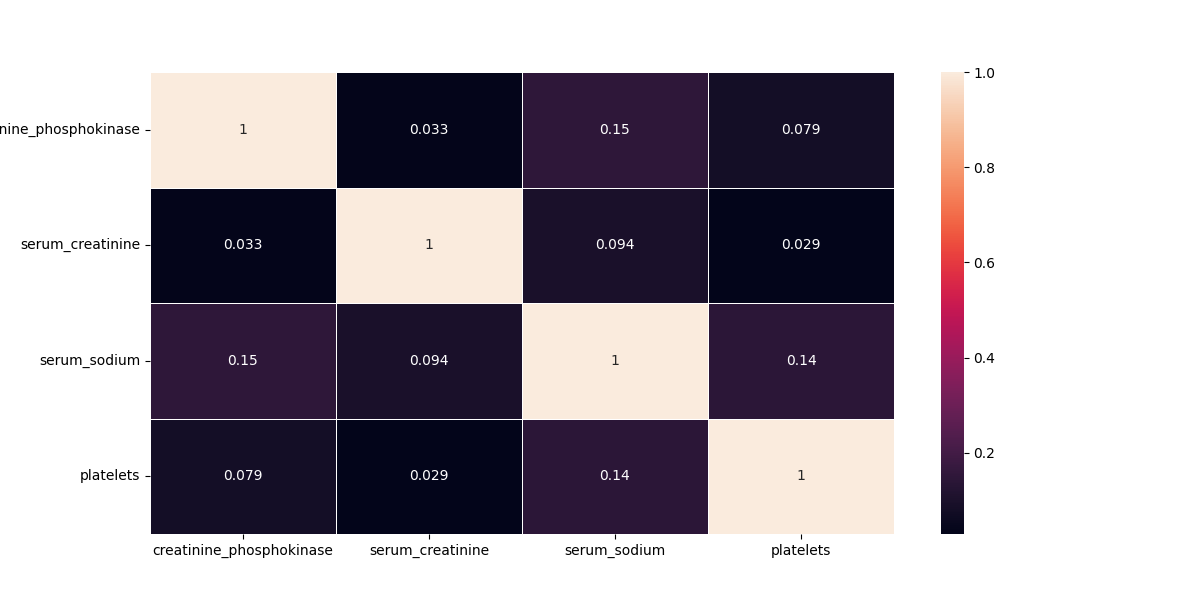 1.0
nine_phosphokinase 1 0.033 0.15 0.079
0.8
serum_creatinine 0.033 1 0.094 0.029
0.6
serum_sodium 0.15 0.094 1 0.14
0.4
platelets 0.079 0.029 0.14 1
0.2
creatinine_phosphokinase serum_creatinine serum_sodium platelets